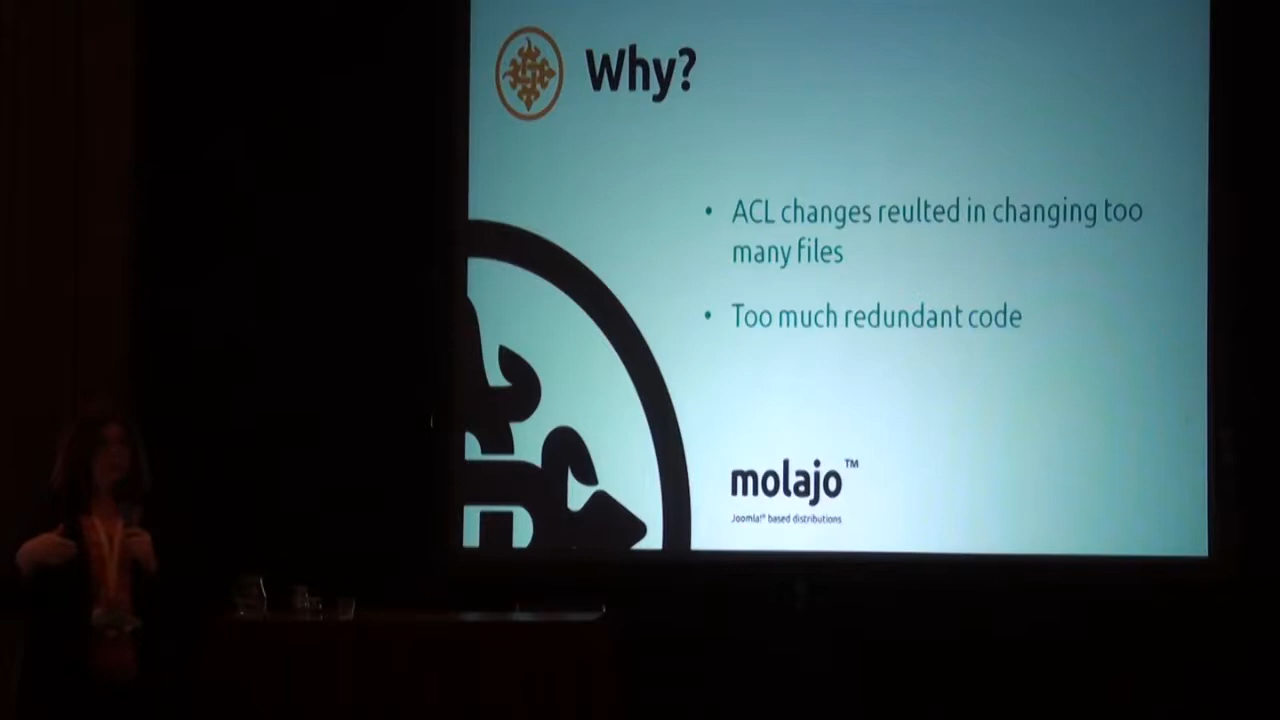 Why?
• ACL changes reulted in changing too
many files
• Too much redundant code
molajo™
Joomla!® based distributions